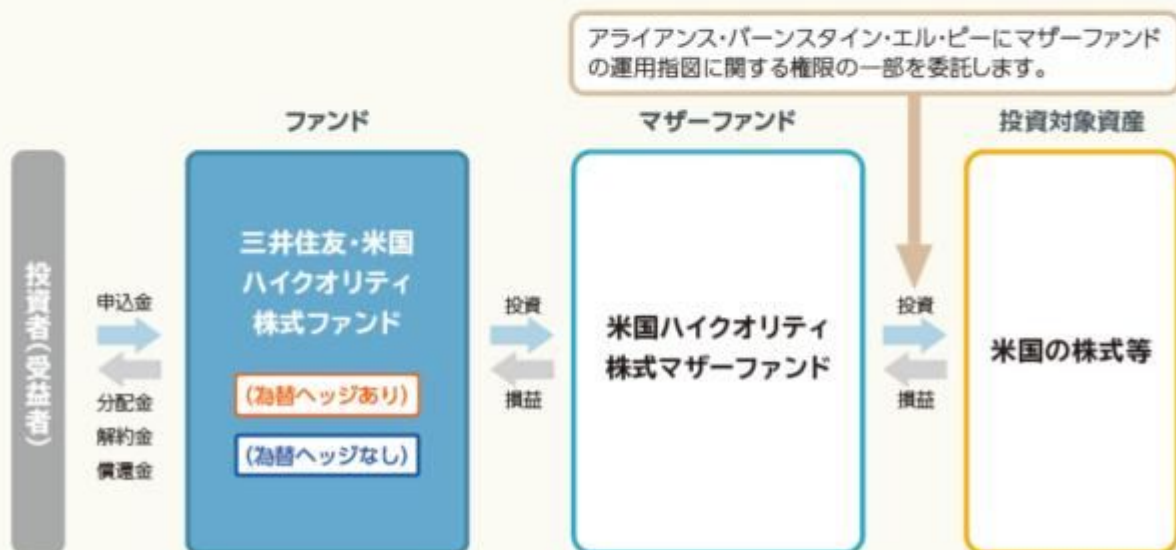 アライアンス・バーンスタイン・エル・ピーにマザーファンド
の運用指図に関する権限の一部を委託します。
ファンド
マザーファンド
投資対象資産
投資者(受益者)
申込金
分配金
解約金
償還金
三井住友・米国
ハイクオリティ
株式ファンド
(為替ヘッジあり)
(為替ヘッジなし)
投資
損益
米国ハイクオリティ
株式マザーファンド
投資
損益
米国の株式等